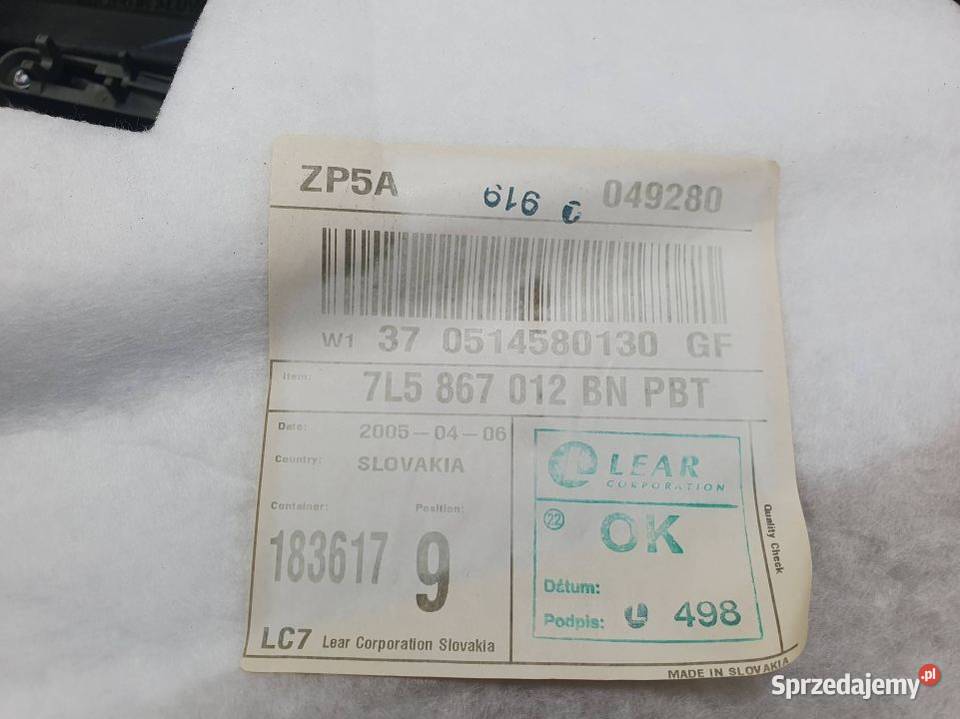 ZP5A
919
049280
W1 37 0514580130 GF
Item: 7L5 867 012 BN PBT
Date: 2005-04-06
Country: SLOVAKIA
Container: Position:
183617 9
LC7 Lear Corporation Slovakia
LEAR
CORPORATION
22 OK
Dátum:
Podpis: 498
Quality Check
MADE IN SLOVAKIA
Sprzedajemy.pl